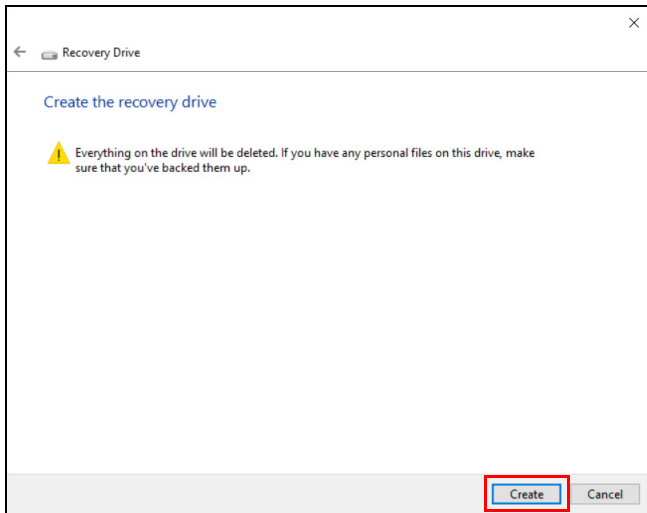 Recovery Drive
Create the recovery drive
Everything on the drive will be deleted. If you have any personal files on this drive, make
sure that you've backed them up.
Create
Cancel